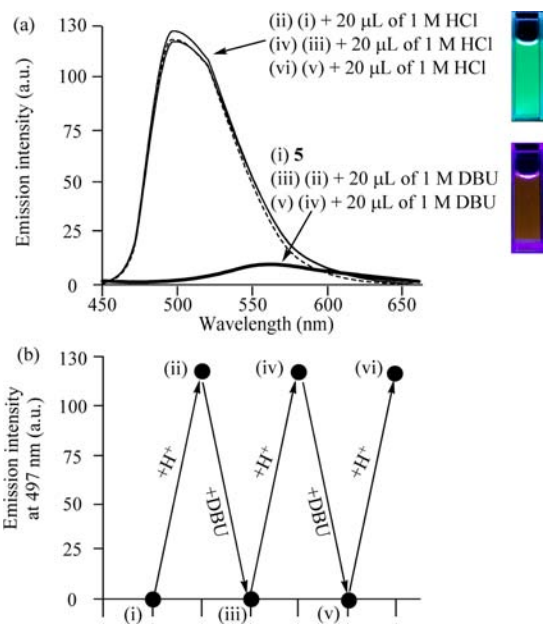 (a)
130
125
75
50
25
0
Emission intensity (a.u.)
(ii) (i) + 20 μL of 1 M HCl
(iv) (iii) + 20 μL of 1 M HCl
(vi) (v) + 20 μL of 1 M HCl
(i) 5
(iii) (ii) + 20 μL of 1 M DBU
(v) (iv) + 20 μL of 1 M DBU
450 500 550 600 650
Wavelength (nm)
(b)
130
100
75
50
25
0
Emission intensity
at 497 nm (a.u.)
(ii) (iv) (vi)
+H⁺ +DBU +H⁺ +DBU +H⁺
(i) (iii) (v)